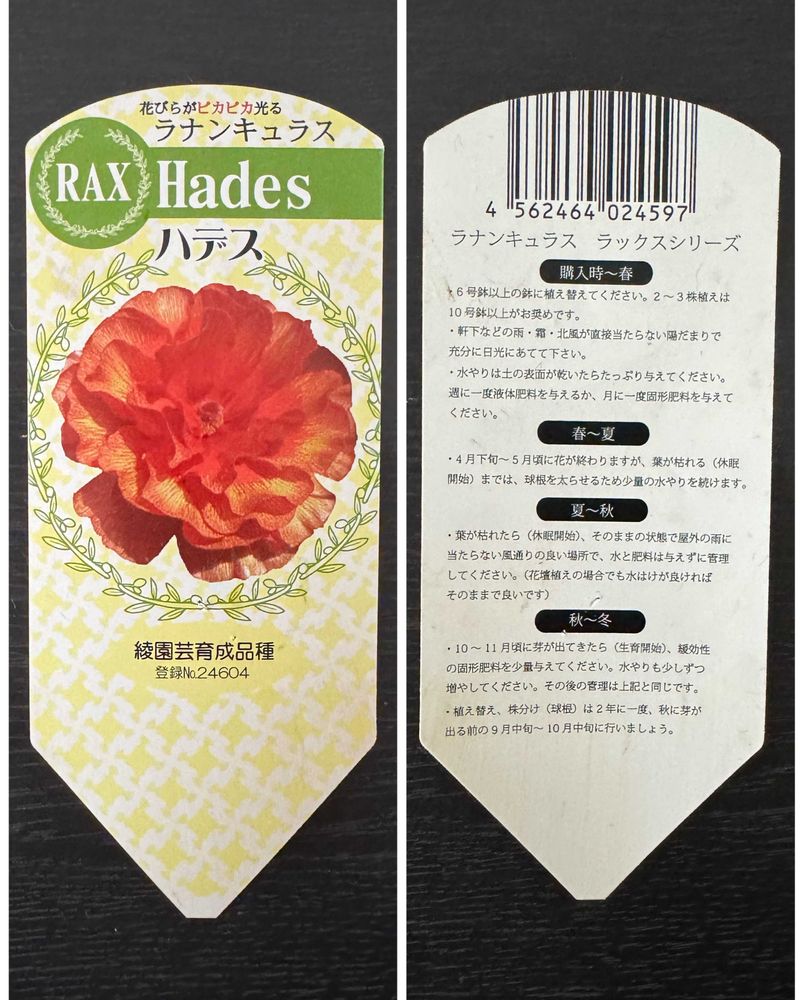 花びらがピカピカ光る
ラナンキュラス
RAX Hades
ハデス
綾園芸育成品種
登録No.24604
4 562464 024597
ラナンキュラス ラックスシリーズ
購入時～春
・6号鉢以上の鉢に植え替えてください。2～3株植えは
10号鉢以上がお奨めです。
・軒下などの雨・霜・北風が直接当たらない陽だまりで
充分に日光にあてて下さい。
・水やりは土の表面が乾いたらたっぷり与えてください。
週に一度液体肥料を与えるか、月に一度固形肥料を与えて
ください。
春～夏
・4月下旬～5月頃に花が終わりますが、葉が枯れる（休眠
開始）までは、球根を太らせるため少量の水やりを続けます。
夏～秋
・葉が枯れたら（休眠開始）、そのままの状態で屋外の雨に
当たらない風通りの良い場所で、水と肥料は与えずに管理
してください。（花壇植えの場合でも水はけが良ければ
そのままで良いです）
秋～冬
・10～11月頃に芽が出てきたら（生育開始）、緩効性
の固形肥料を少量与えてください。水やりも少しずつ
増やしてください。その後の管理は上記と同じです。
・植え替え、株分け（球根）は2年に一度、秋に芽が
出る前の9月中旬～10月中旬に行いましょう。